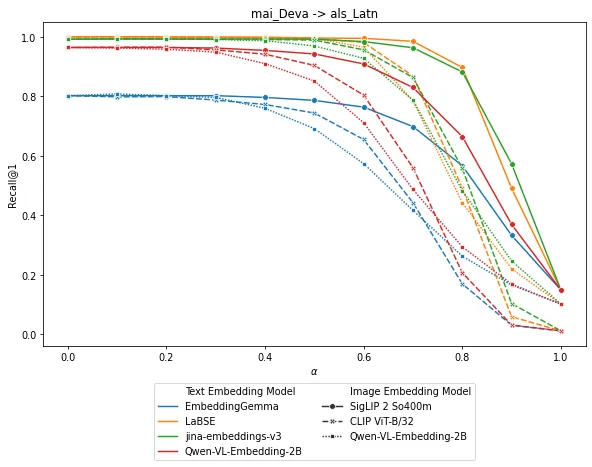 mai_Deva -> als_Latn
Recall@1
1.0
0.8
0.6
0.4
0.2
0.0
0.0 0.2 0.4 0.6 0.8 1.0
α
Text Embedding Model
EmbeddingGemma
LaBSE
jina-embeddings-v3
Qwen-VL-Embedding-2B
Image Embedding Model
SigLIP 2 So400m
CLIP ViT-B/32
Qwen-VL-Embedding-2B